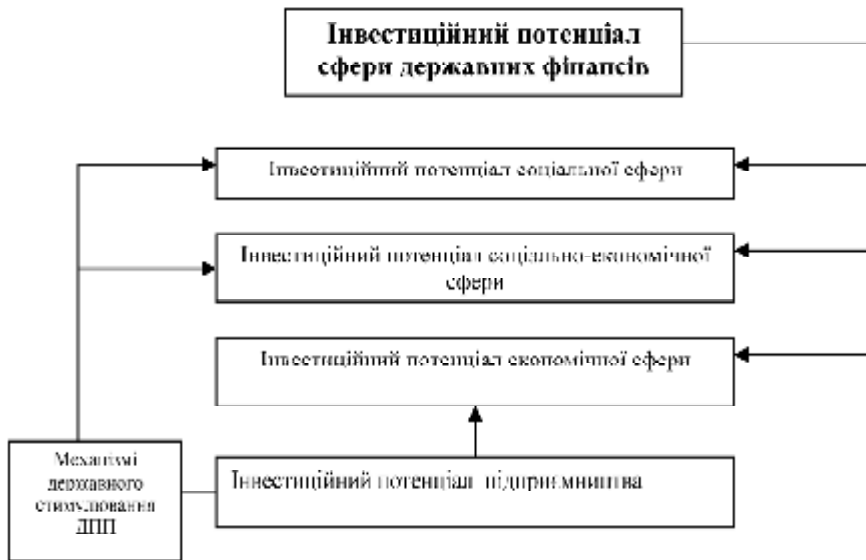 Інвестиційний потенціал
сфери державних фінансів
Інвестиційний потенціал соціальної сфери
Інвестиційний потенціал соціально-економічної
сфери
Інвестиційний потенціал економічної сфери
Механізмі
державного
стимулювання
ДПП
Інвестиційний потенціал підприємництва